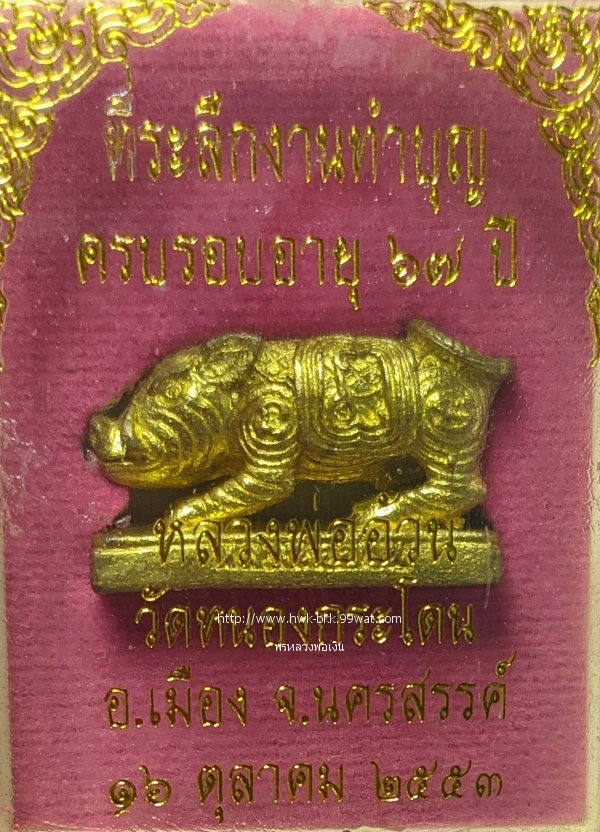 ที่ระลึกงานทำบุญ
ครบรอบอายุ ๖๗ ปี
หลวงพ่ออ้วน
วัดหนองกระโดน
http://www.hwk-brk.99wat.com/
พรหลวงพ่อเงิน
อ.เมือง จ.นครสวรรค์
๑๖ ตุลาคม ๒๕๕๓